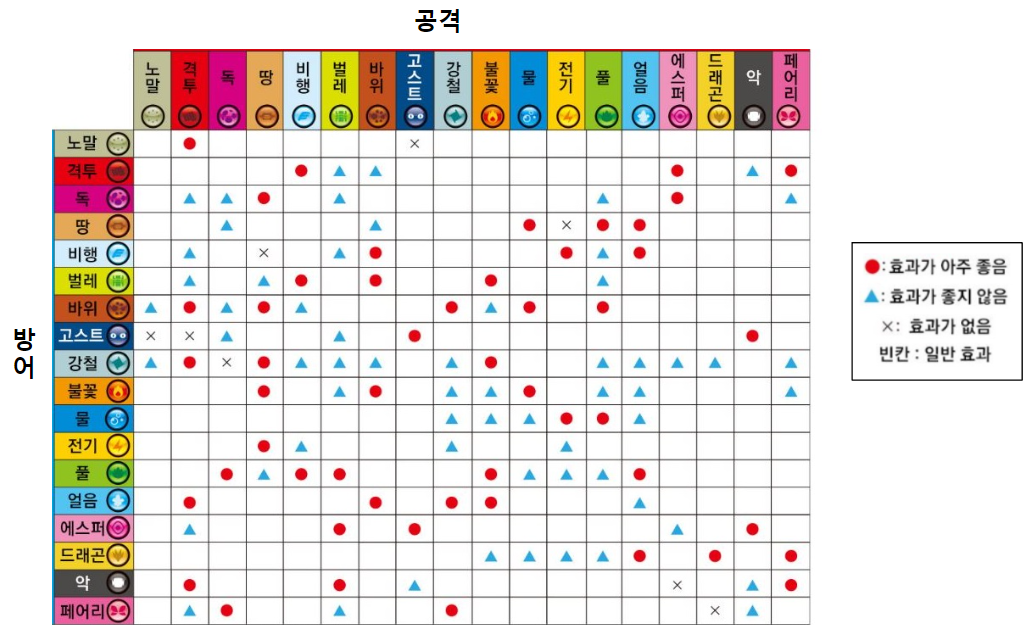 공격
노말 격투 독 땅 비행 벌레 바위 고스트 강철 불꽃 물 전기 풀 얼음 에스퍼 드래곤 악 페어리
방어
노말
격투
독
땅
비행
벌레
바위
고스트
강철
불꽃
물
전기
풀
얼음
에스퍼
드래곤
악
페어리
●: 효과가 아주 좋음
▲: 효과가 좋지 않음
×: 효과가 없음
빈칸 : 일반 효과